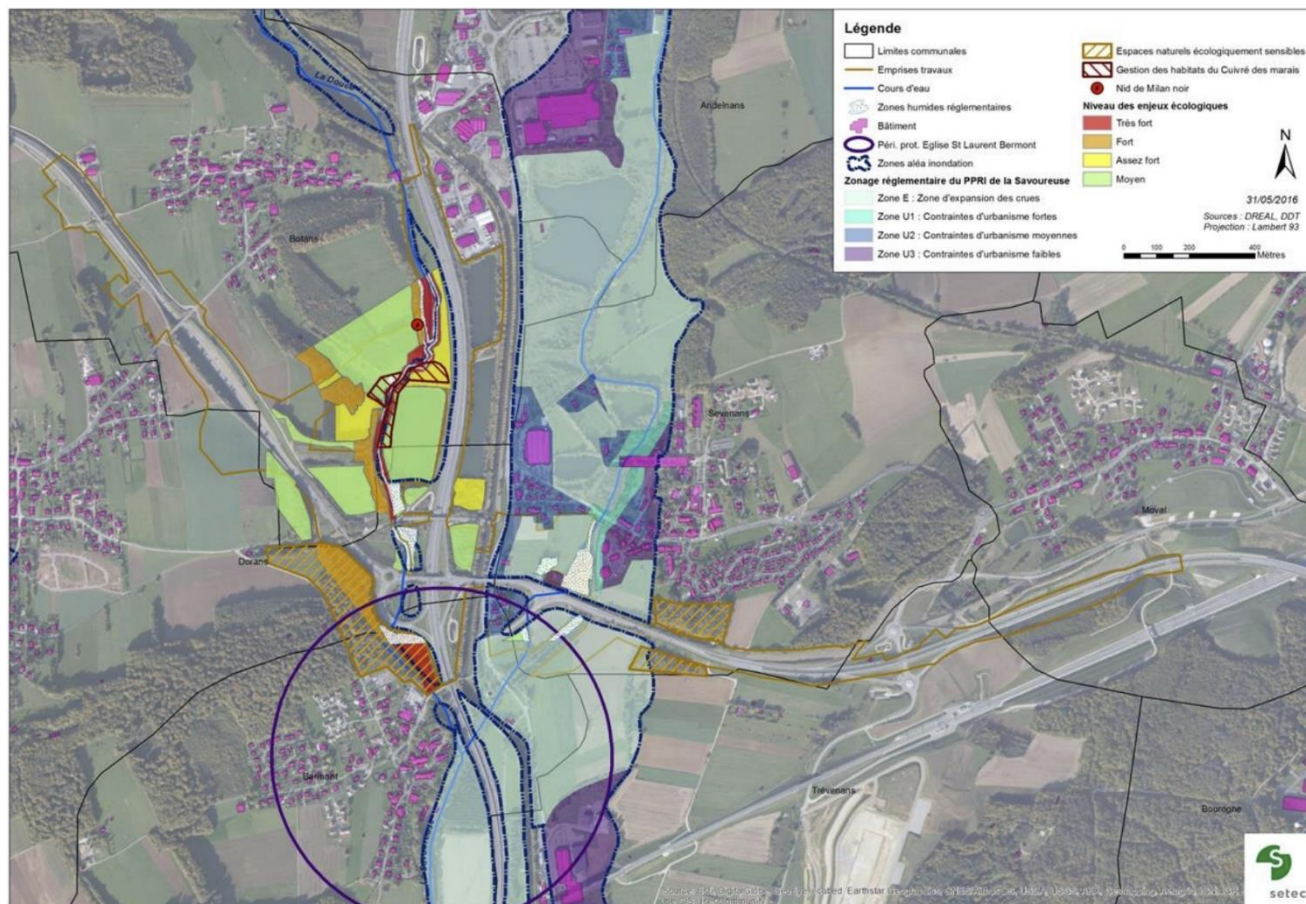 Légende
Limites communales
Emprises travaux
Cours d'eau
Zones humides réglementaires
Bâtiment
Péri. prot. Eglise St Laurent Bermont
Zones aléa inondation
Zonage réglementaire du PPRI de la Savoureuse
Zone E : Zone d'expansion des crues
Zone U1 : Contraintes d'urbanisme fortes
Zone U2 : Contraintes d'urbanisme moyennes
Zone U3 : Contraintes d'urbanisme faibles
Espaces naturels écologiquement sensibles
Gestion des habitats du Cuivré des marais
Nid de Milan noir
Niveau des enjeux écologiques
Très fort
Fort
Assez fort
Moyen
N
31/05/2016
Sources : DREAL, DDT
Projection : Lambert 93
0 100 200 400
Mètres
La Douce
Andelnans
Botans
Sévenans
Moval
Dorans
Bermont
Trévenans
Bourogne
setec